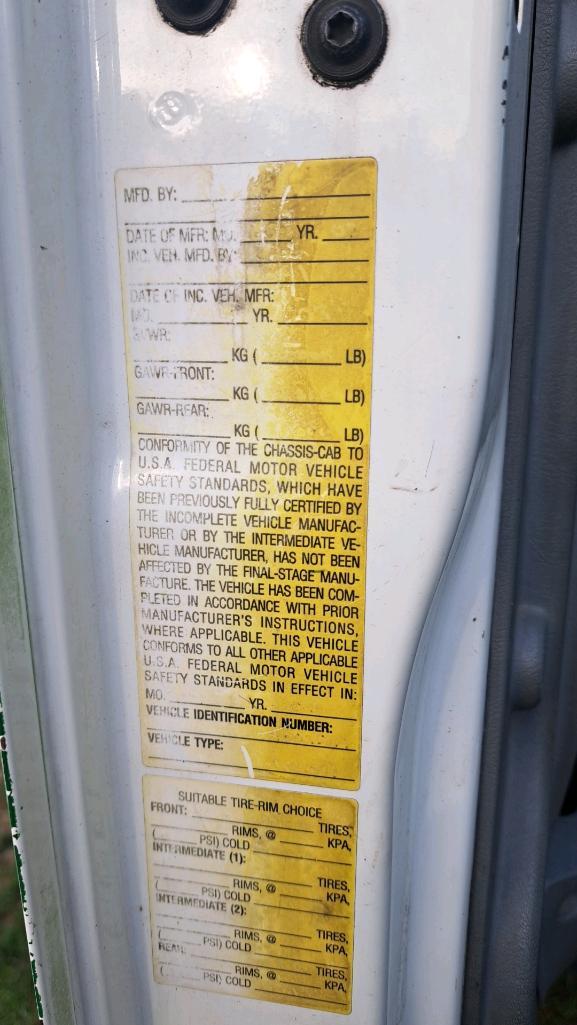 MFD. BY:
DATE OF MFR: MO. YR.
INC. VEH. MFD. BY:
DATE OF INC. VEH. MFR:
MO. YR.
GVWR:
KG ( LB)
GAWR-FRONT:
KG ( LB)
GAWR-REAR:
KG ( LB)
CONFORMITY OF THE CHASSIS-CAB TO
U.S.A. FEDERAL MOTOR VEHICLE
SAFETY STANDARDS, WHICH HAVE
BEEN PREVIOUSLY FULLY CERTIFIED BY
THE INCOMPLETE VEHICLE MANUFAC-
TURER OR BY THE INTERMEDIATE VE-
HICLE MANUFACTURER, HAS NOT BEEN
AFFECTED BY THE FINAL-STAGE MANU-
FACTURE. THE VEHICLE HAS BEEN COM-
PLETED IN ACCORDANCE WITH PRIOR
MANUFACTURER'S INSTRUCTIONS,
WHERE APPLICABLE. THIS VEHICLE
CONFORMS TO ALL OTHER APPLICABLE
U.S.A. FEDERAL MOTOR VEHICLE
SAFETY STANDARDS IN EFFECT IN:
MO. YR.
VEHICLE IDENTIFICATION NUMBER:
VEHICLE TYPE:
SUITABLE TIRE-RIM CHOICE
FRONT: TIRES,
RIMS, @ KPA,
( PSI) COLD
INTERMEDIATE (1):
TIRES,
RIMS, @ KPA,
( PSI) COLD
INTERMEDIATE (2):
TIRES,
RIMS, @ KPA,
( PSI) COLD
REAR: TIRES,
RIMS, @ KPA,
( PSI) COLD